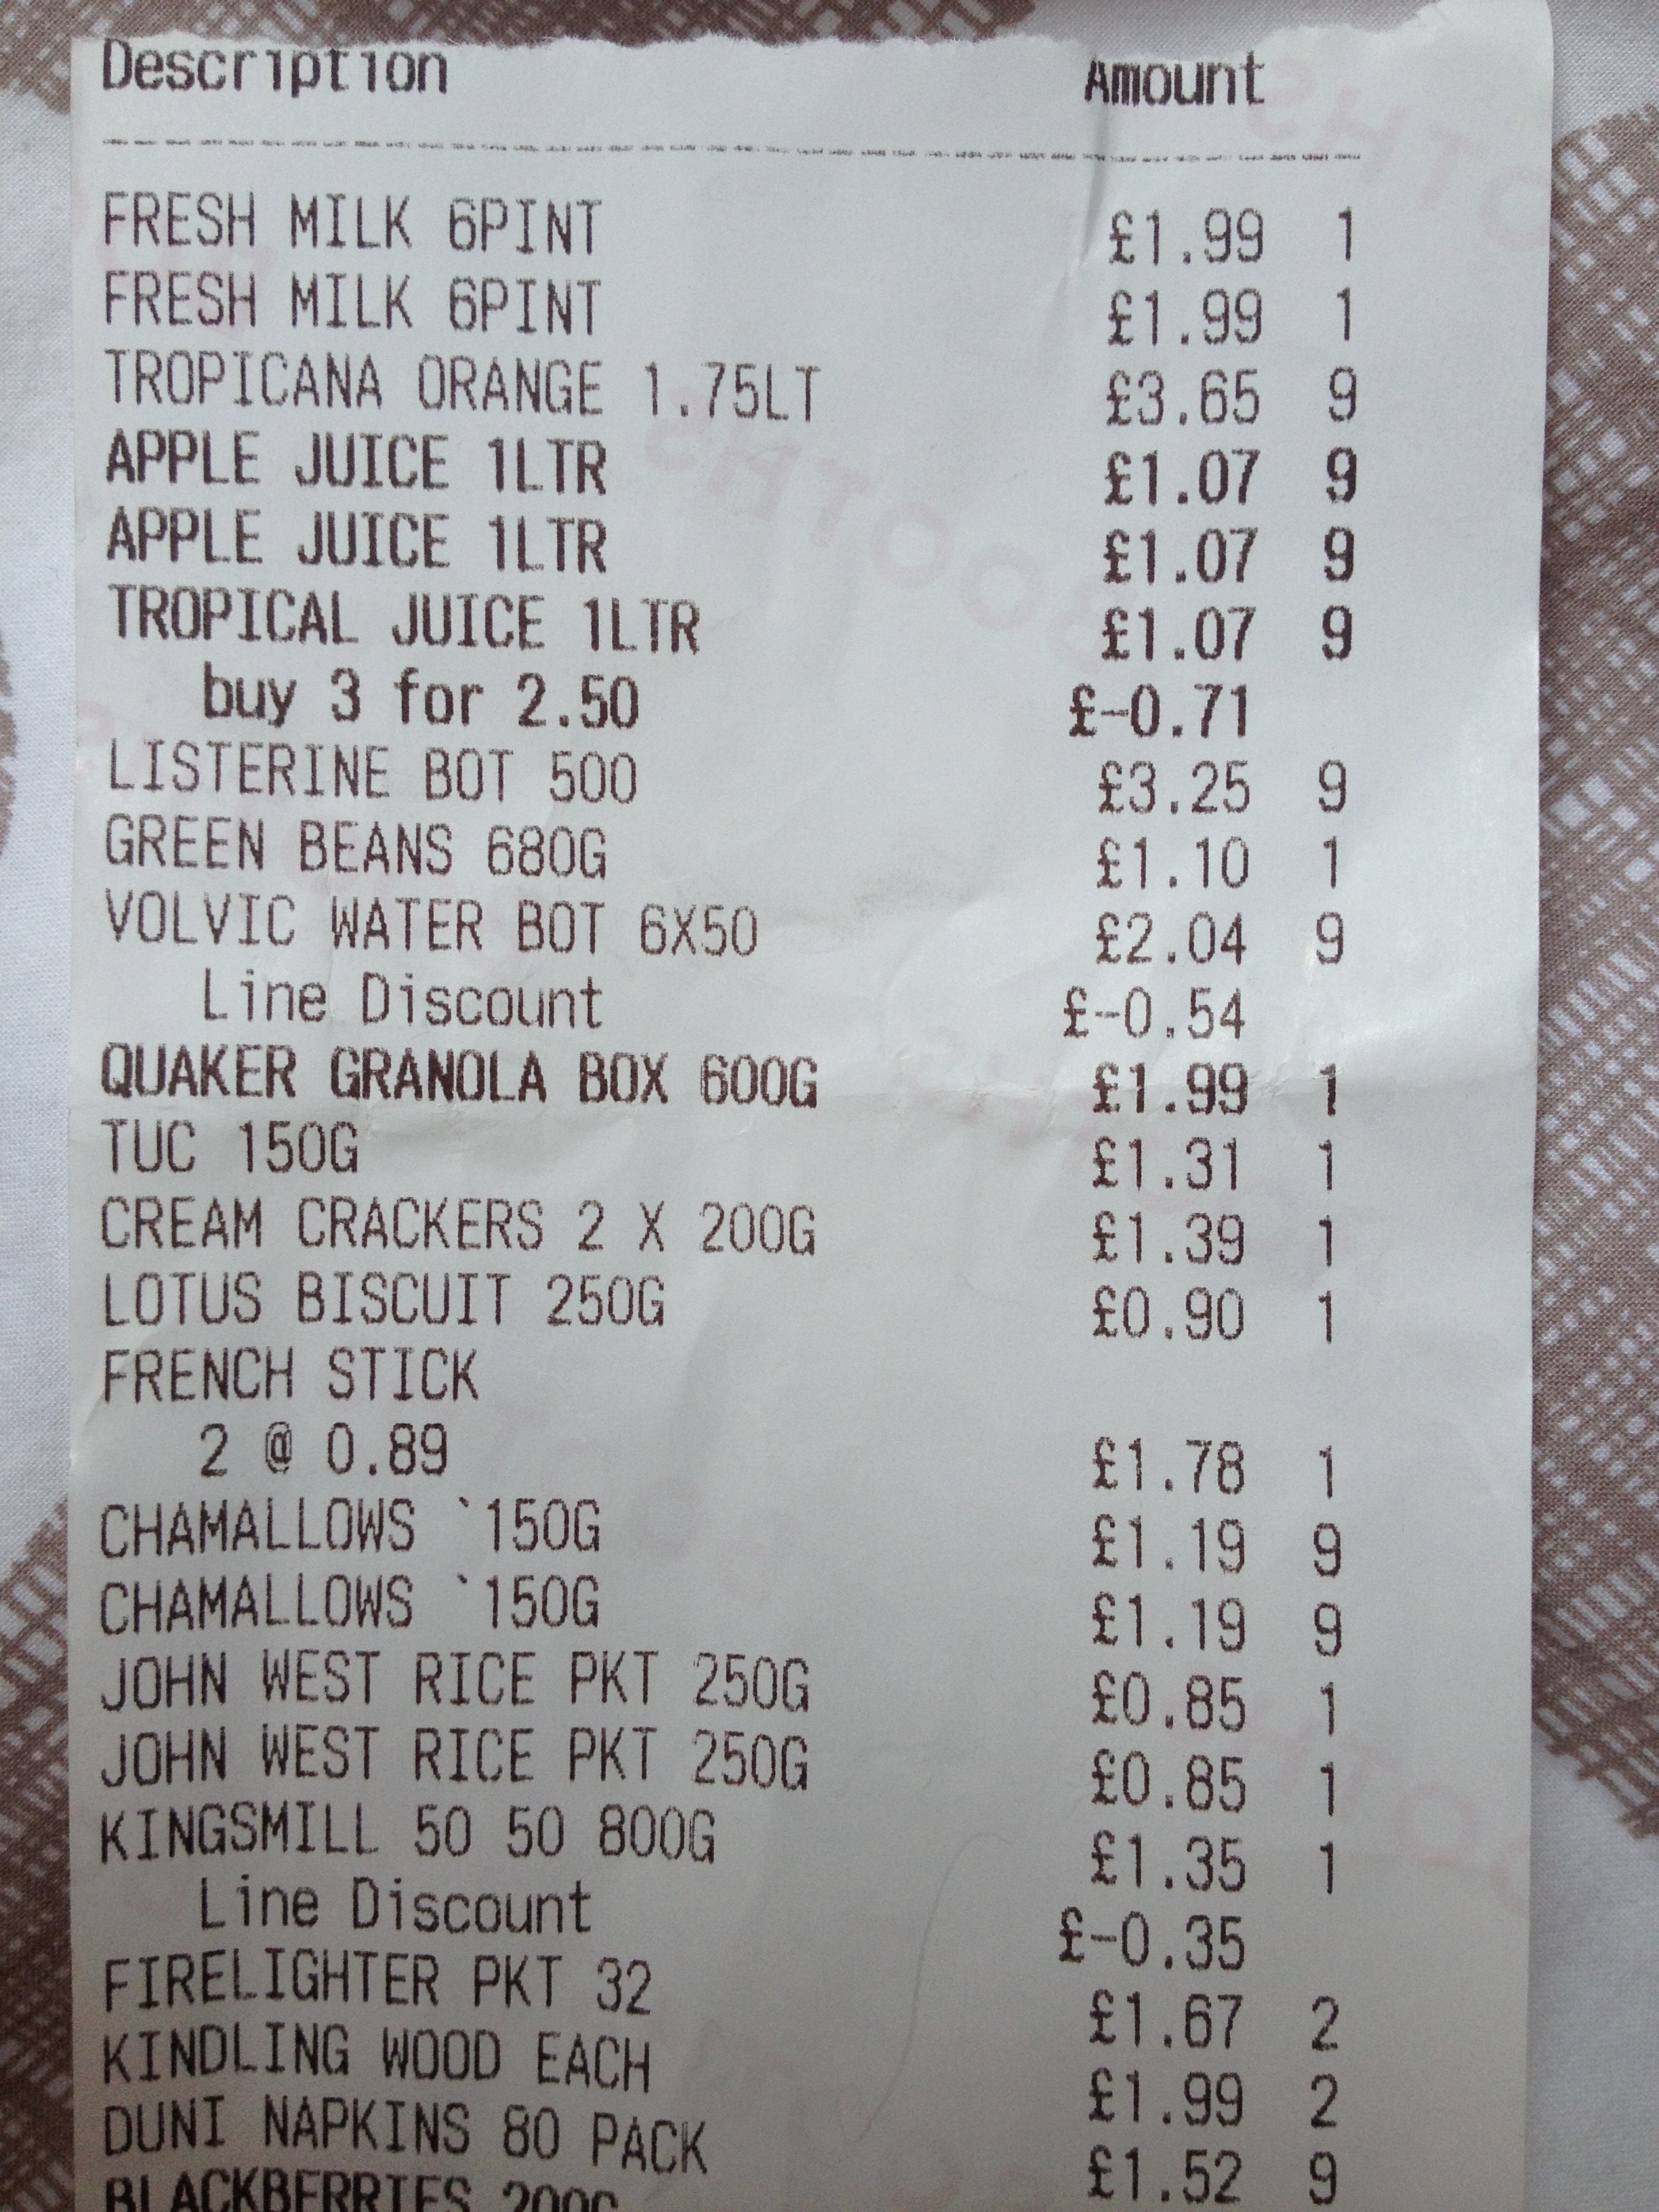 Description Amount
FRESH MILK 6PINT £1.99 1
FRESH MILK 6PINT £1.99 1
TROPICANA ORANGE 1.75LT £3.65 9
APPLE JUICE 1LTR £1.07 9
APPLE JUICE 1LTR £1.07 9
TROPICAL JUICE 1LTR £1.07 9
buy 3 for 2.50 £-0.71
LISTERINE BOT 500 £3.25 9
GREEN BEANS 680G £1.10 1
VOLVIC WATER BOT 6X50 £2.04 9
Line Discount £-0.54
QUAKER GRANOLA BOX 600G £1.99 1
TUC 150G £1.31 1
CREAM CRACKERS 2 X 200G £1.39 1
LOTUS BISCUIT 250G £0.90 1
FRENCH STICK
2 @ 0.89 £1.78 1
CHAMALLOWS `150G £1.19 9
CHAMALLOWS `150G £1.19 9
JOHN WEST RICE PKT 250G £0.85 1
JOHN WEST RICE PKT 250G £0.85 1
KINGSMILL 50 50 800G £1.35 1
Line Discount £-0.35
FIRELIGHTER PKT 32 £1.67 2
KINDLING WOOD EACH £1.99 2
DUNI NAPKINS 80 PACK £1.52 9
BLACKBERRIES 200G